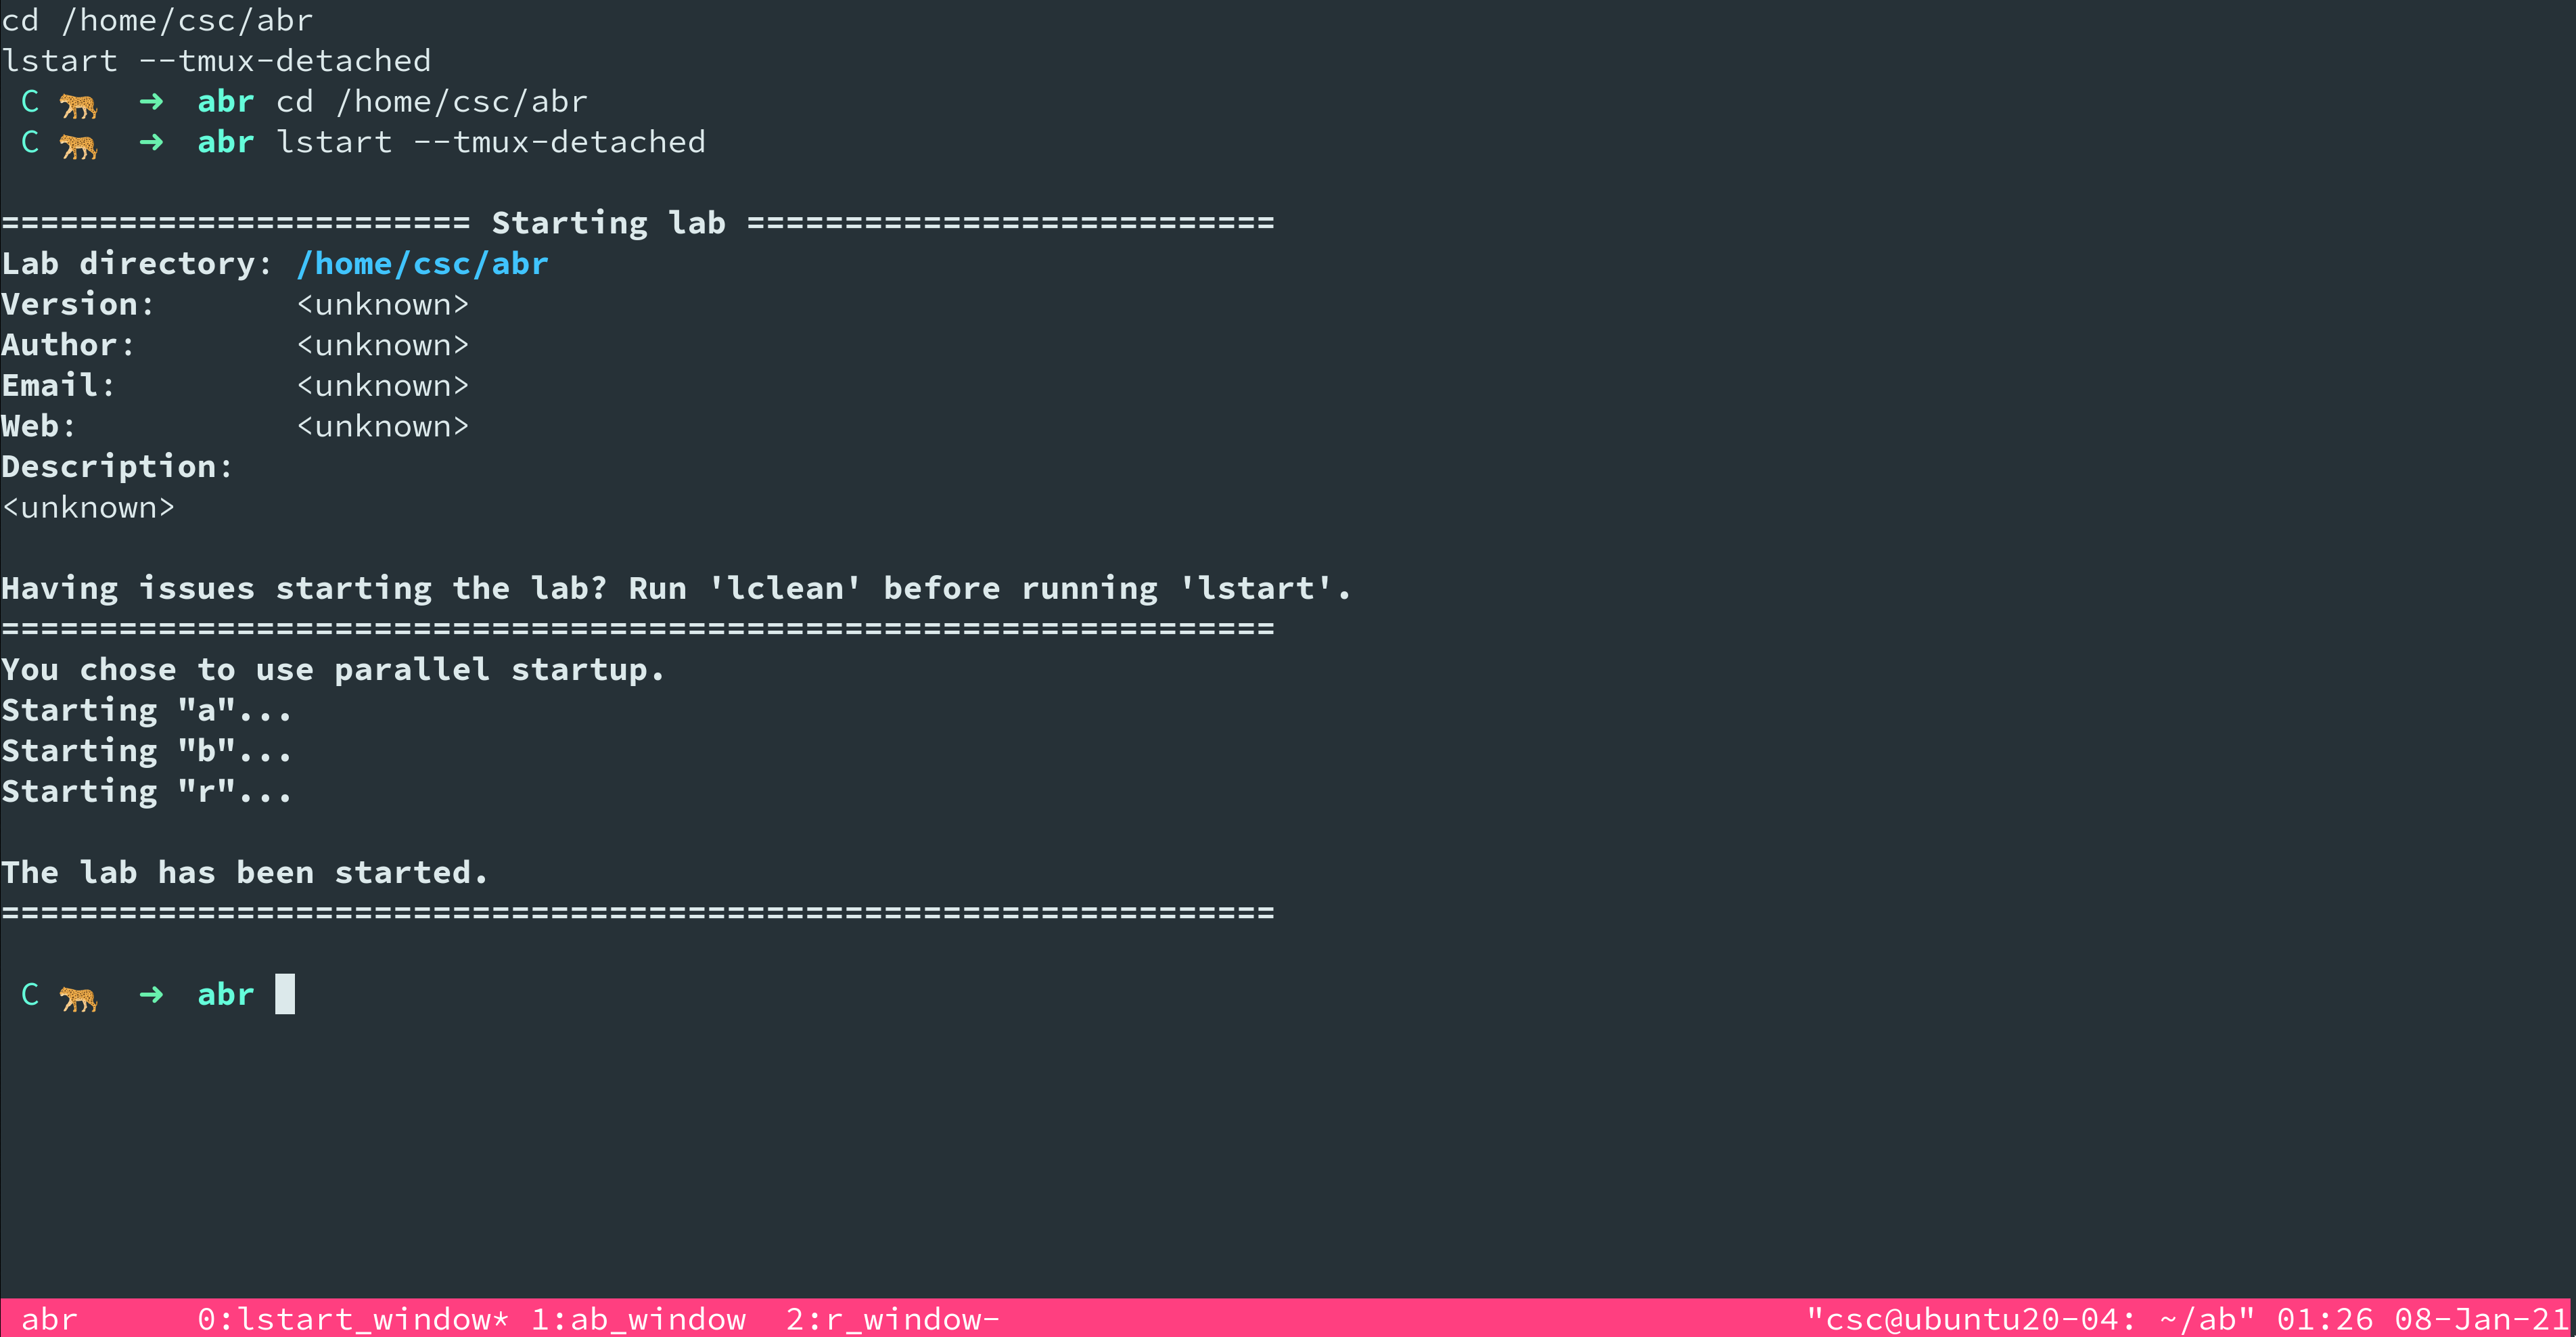 cd /home/csc/abr
lstart --tmux-detached
C 🐆 ➜ abr cd /home/csc/abr
C 🐆 ➜ abr lstart --tmux-detached
======================== Starting lab ===========================
Lab directory: /home/csc/abr
Version: <unknown>
Author: <unknown>
Email: <unknown>
Web: <unknown>
Description:
<unknown>
Having issues starting the lab? Run 'lclean' before running 'lstart'.
=================================================================
You chose to use parallel startup.
Starting "a"...
Starting "b"...
Starting "r"...
The lab has been started.
=================================================================
C 🐆 ➜ abr
abr 0:lstart_window* 1:ab_window 2:r_window- "csc@ubuntu20-04: ~/ab" 01:26 08-Jan-21